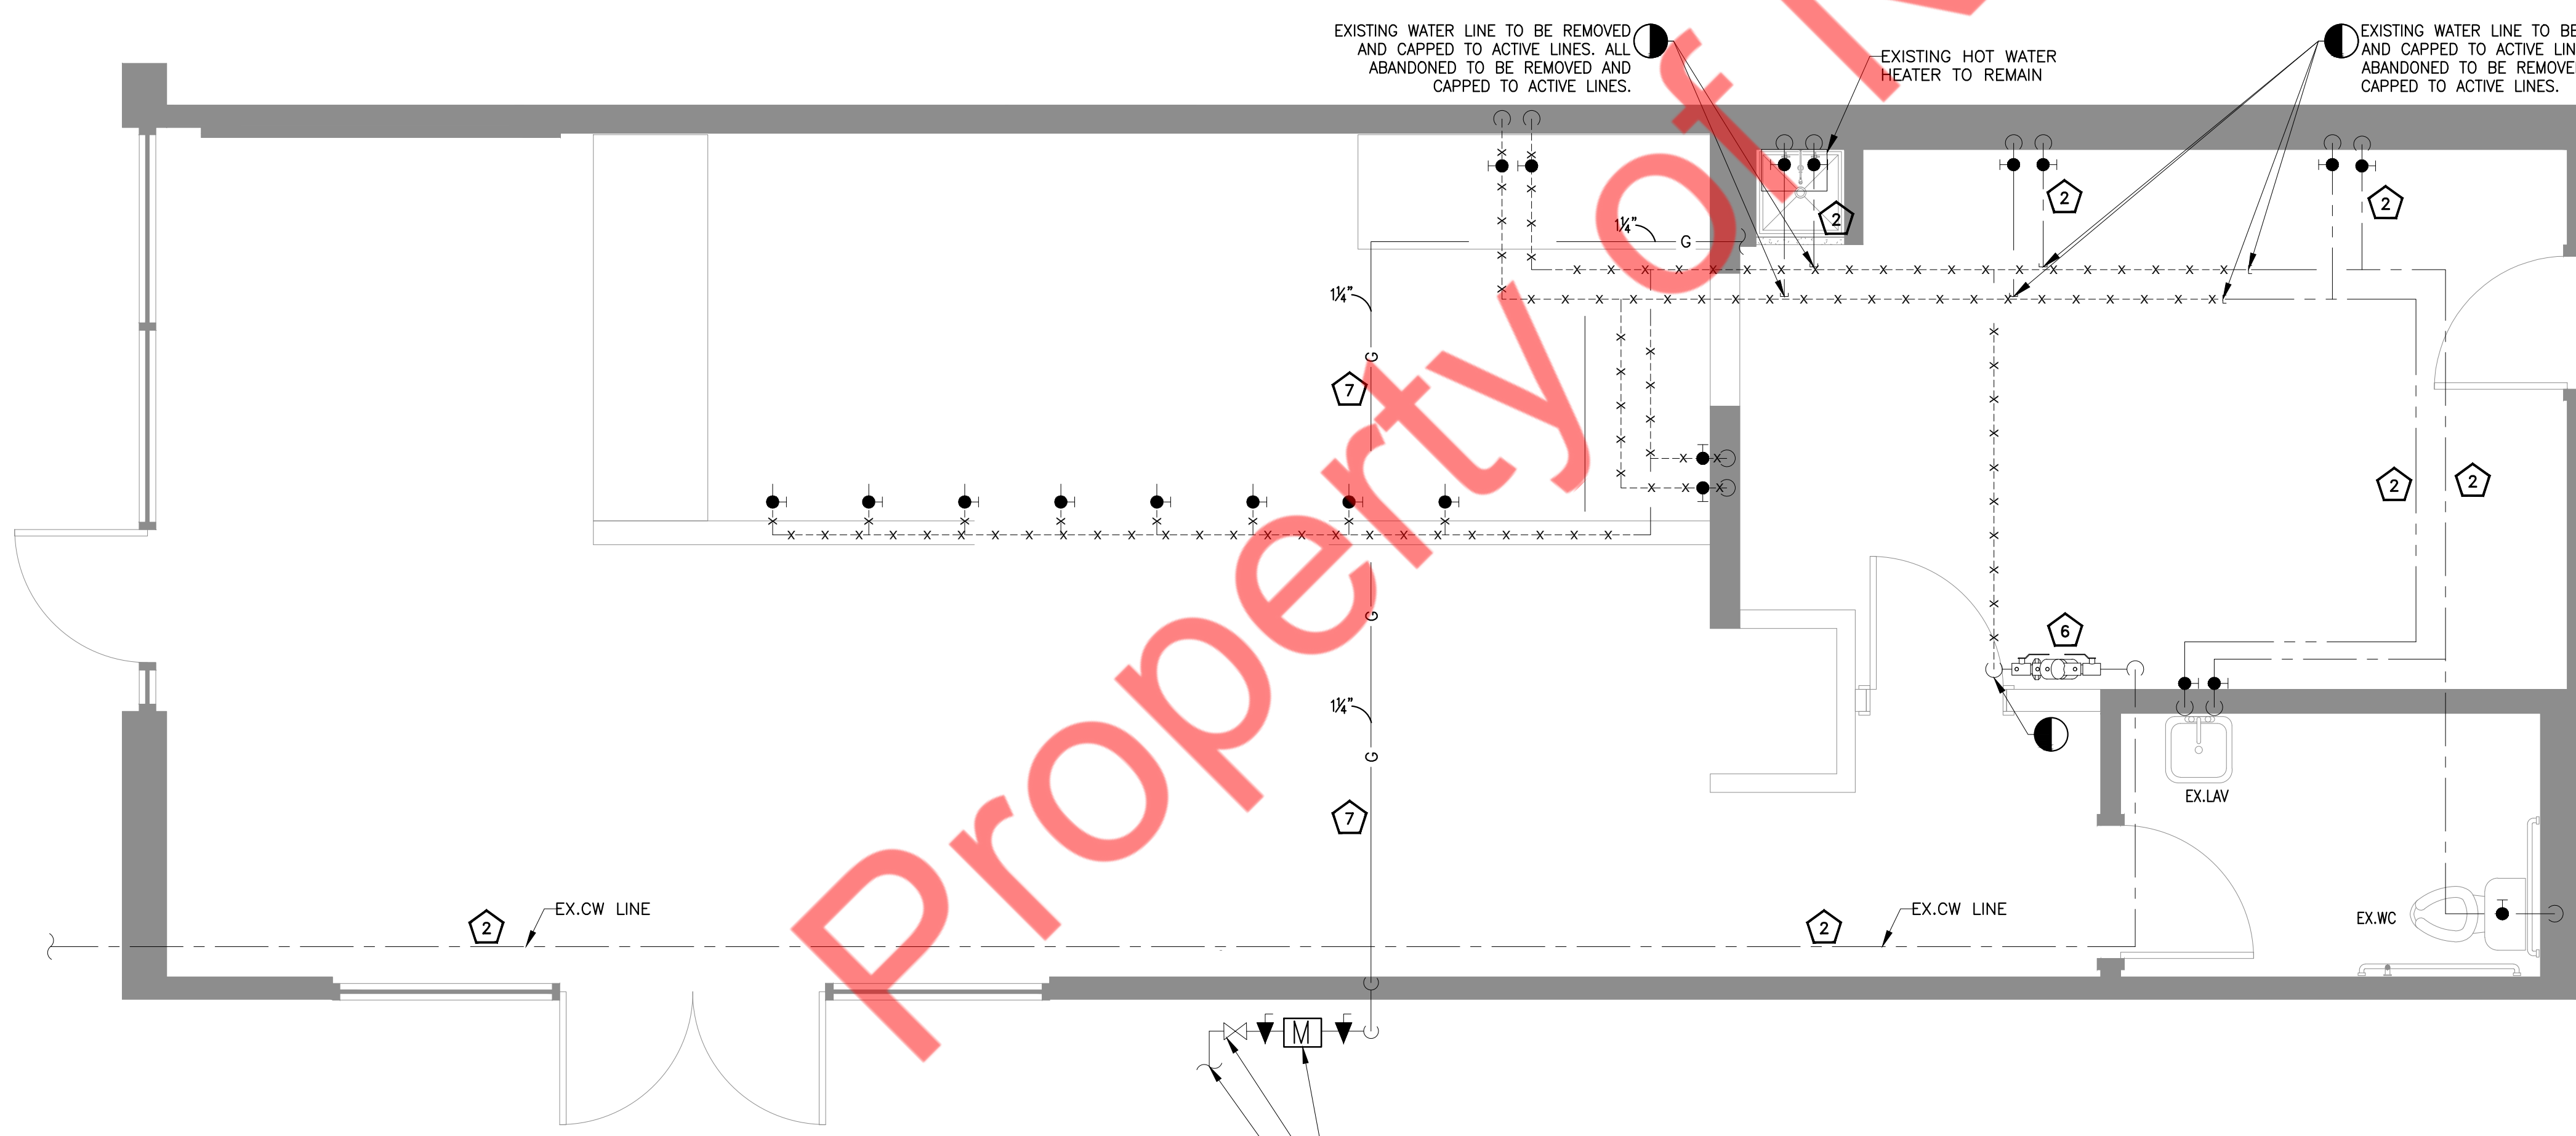 EXISTING WATER LINE TO BE REMOVED
AND CAPPED TO ACTIVE LINES. ALL
ABANDONED TO BE REMOVED AND
CAPPED TO ACTIVE LINES.
EXISTING HOT WATER
HEATER TO REMAIN
EXISTING WATER LINE TO BE
AND CAPPED TO ACTIVE
ABANDONED TO BE
CAPPED TO ACTIVE LINES.
2
2
2
1¼"
G
1¼"
G
7
2
2
G
6
1¼"
G
7
EX.LAV
EX.WC
2
EX.CW LINE
2
EX.CW LINE
M
Property of